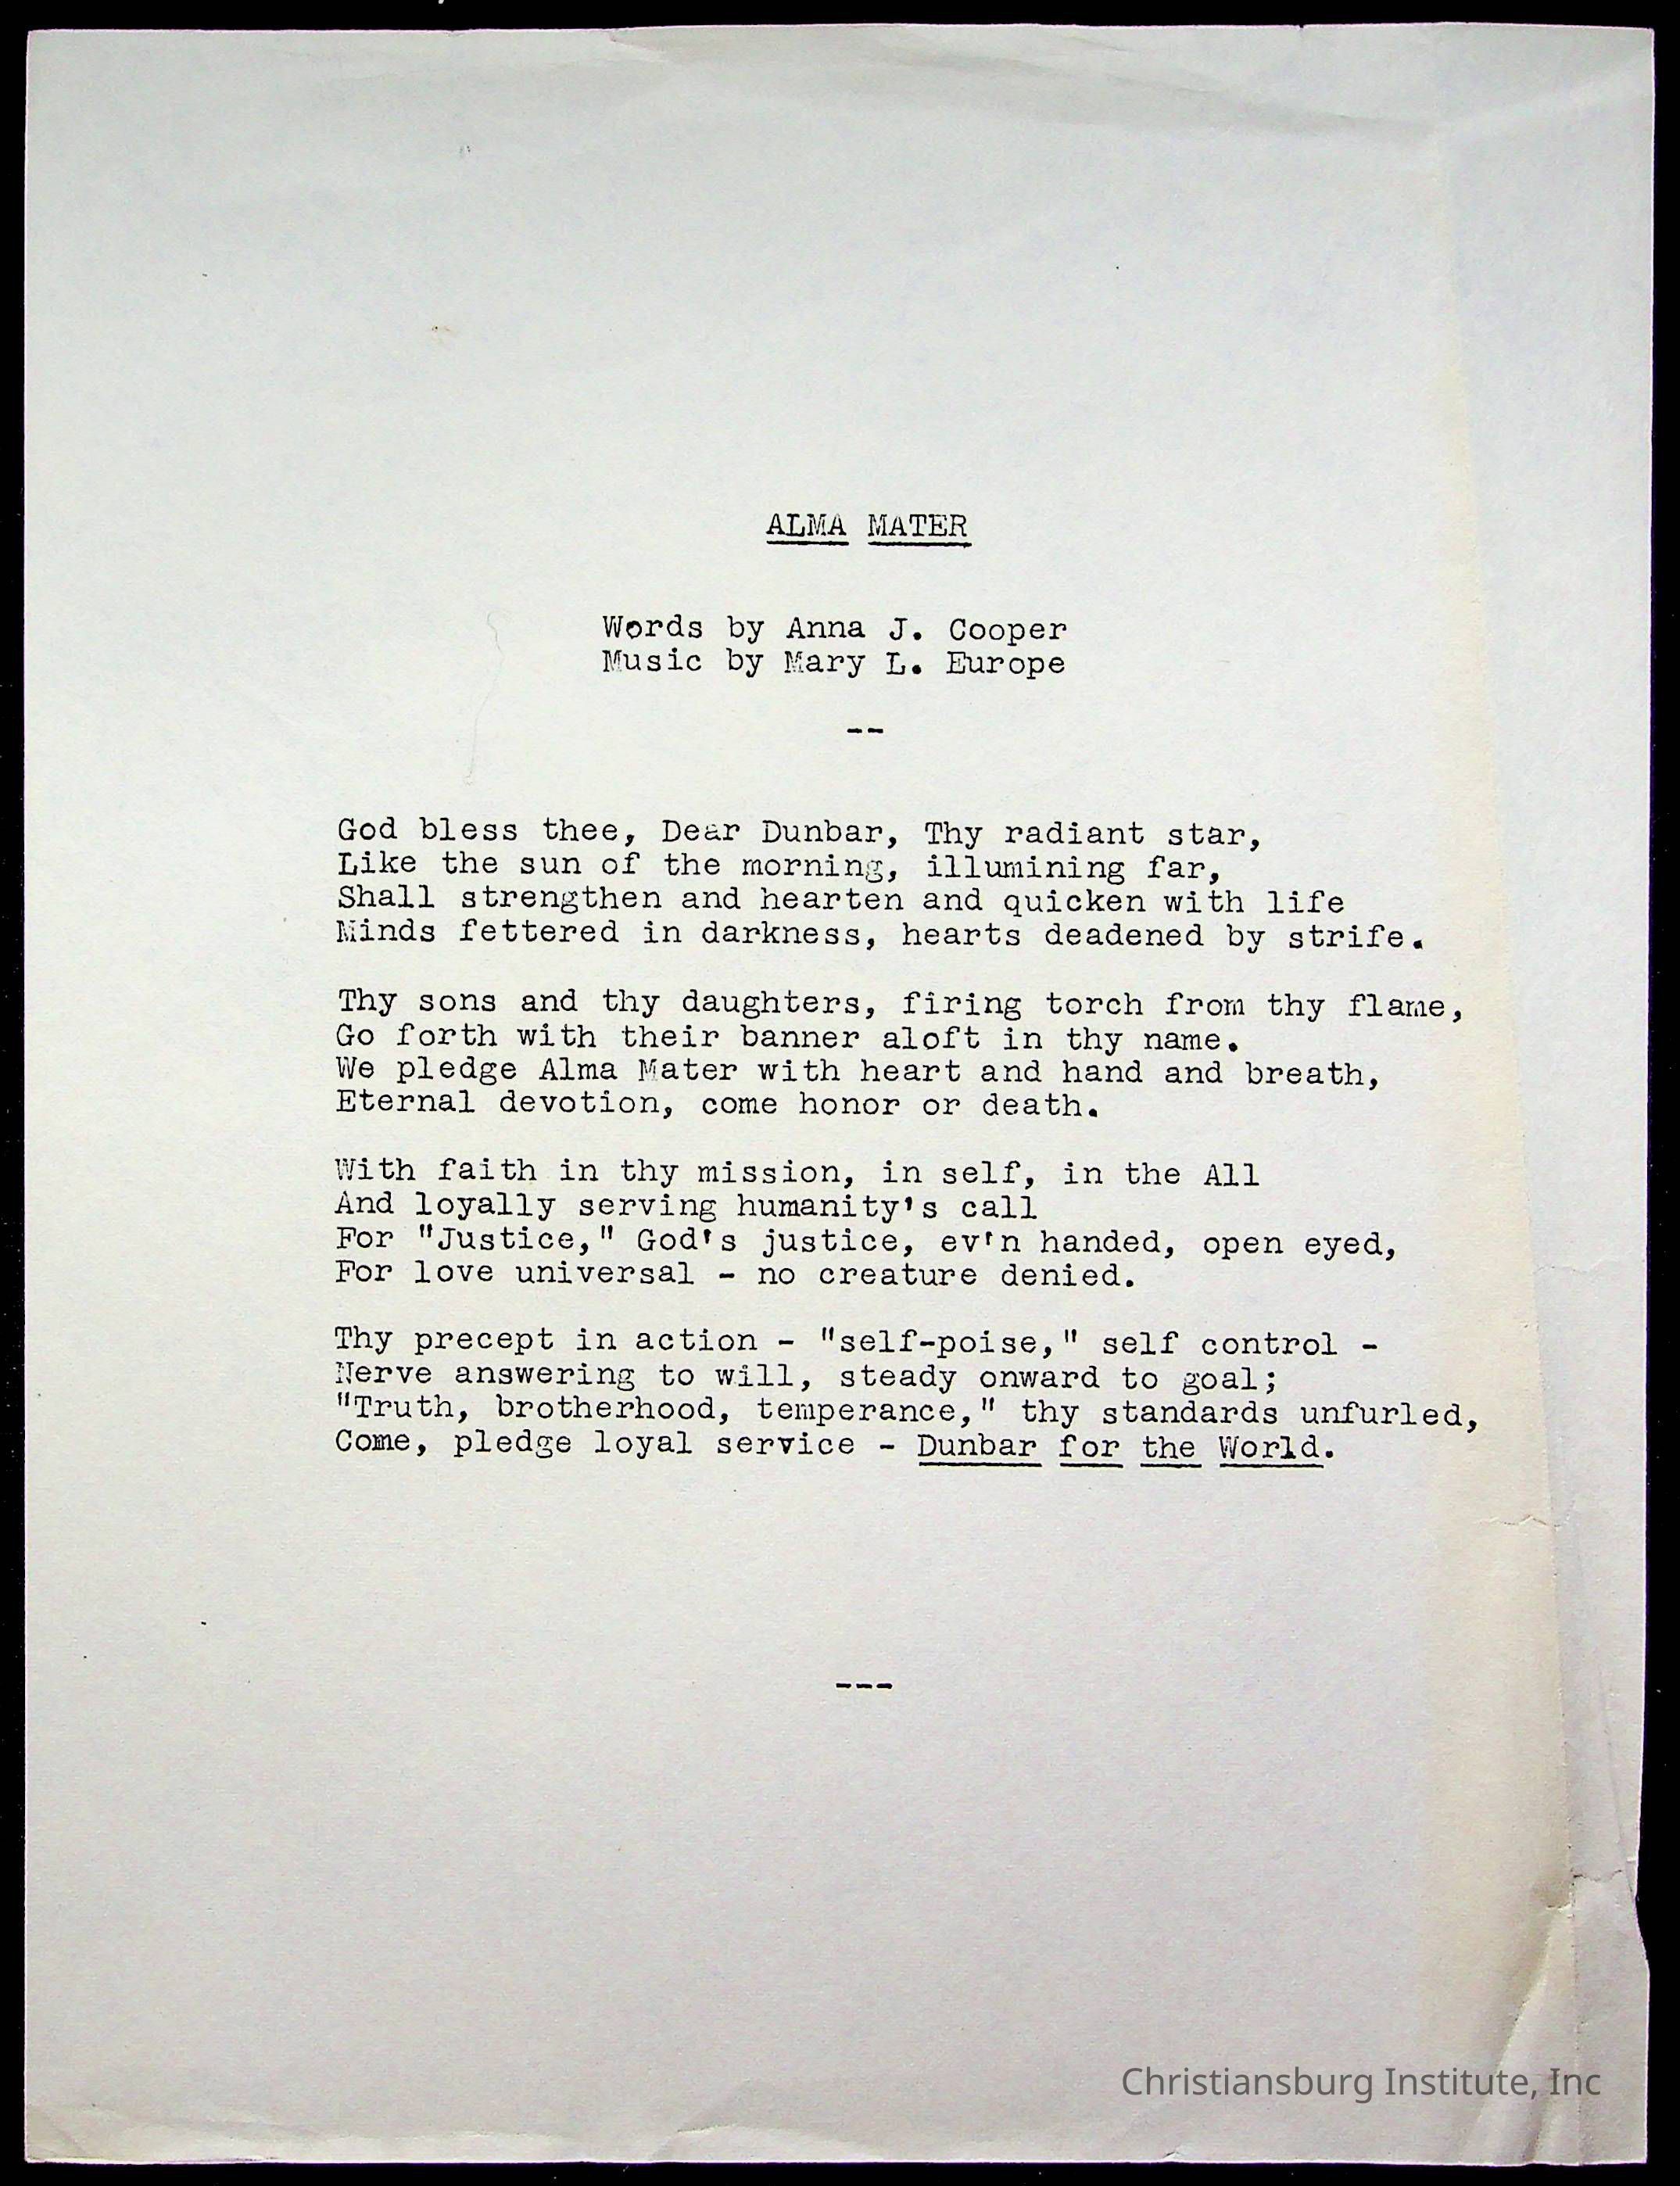 ALMA MATER
Words by Anna J. Cooper
Music by Mary L. Europe
--
God bless thee, Dear Dunbar, Thy radiant star,
Like the sun of the morning, illumining far,
Shall strengthen and hearten and quicken with life
Minds fettered in darkness, hearts deadened by strife.
Thy sons and thy daughters, firing torch from thy flame,
Go forth with their banner aloft in thy name.
We pledge Alma Mater with heart and hand and breath,
Eternal devotion, come honor or death.
With faith in thy mission, in self, in the All
And loyally serving humanity's call
For "Justice," God's justice, ev'n handed, open eyed,
For love universal - no creature denied.
Thy precept in action - "self-poise," self control -
Nerve answering to will, steady onward to goal;
"Truth, brotherhood, temperance," thy standards unfurled,
Come, pledge loyal service - Dunbar for the World.
---
Christiansburg Institute, Inc